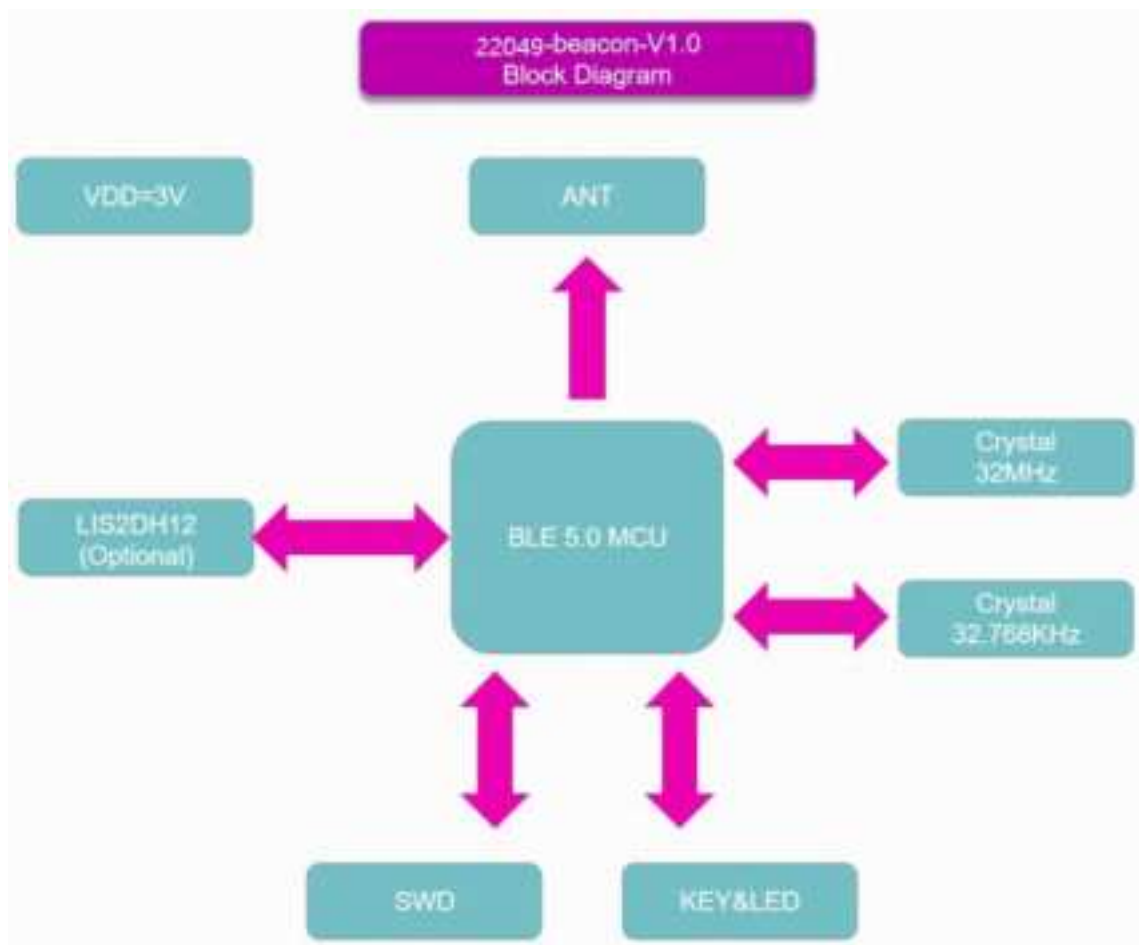 22049-beacon-V1.0
Block Diagram
VDD=3V
ANT
Crystal
32MHz
LIS2DH12
(Optional)
BLE 5.0 MCU
Crystal
32.768KHz
SWD
KEY&LED